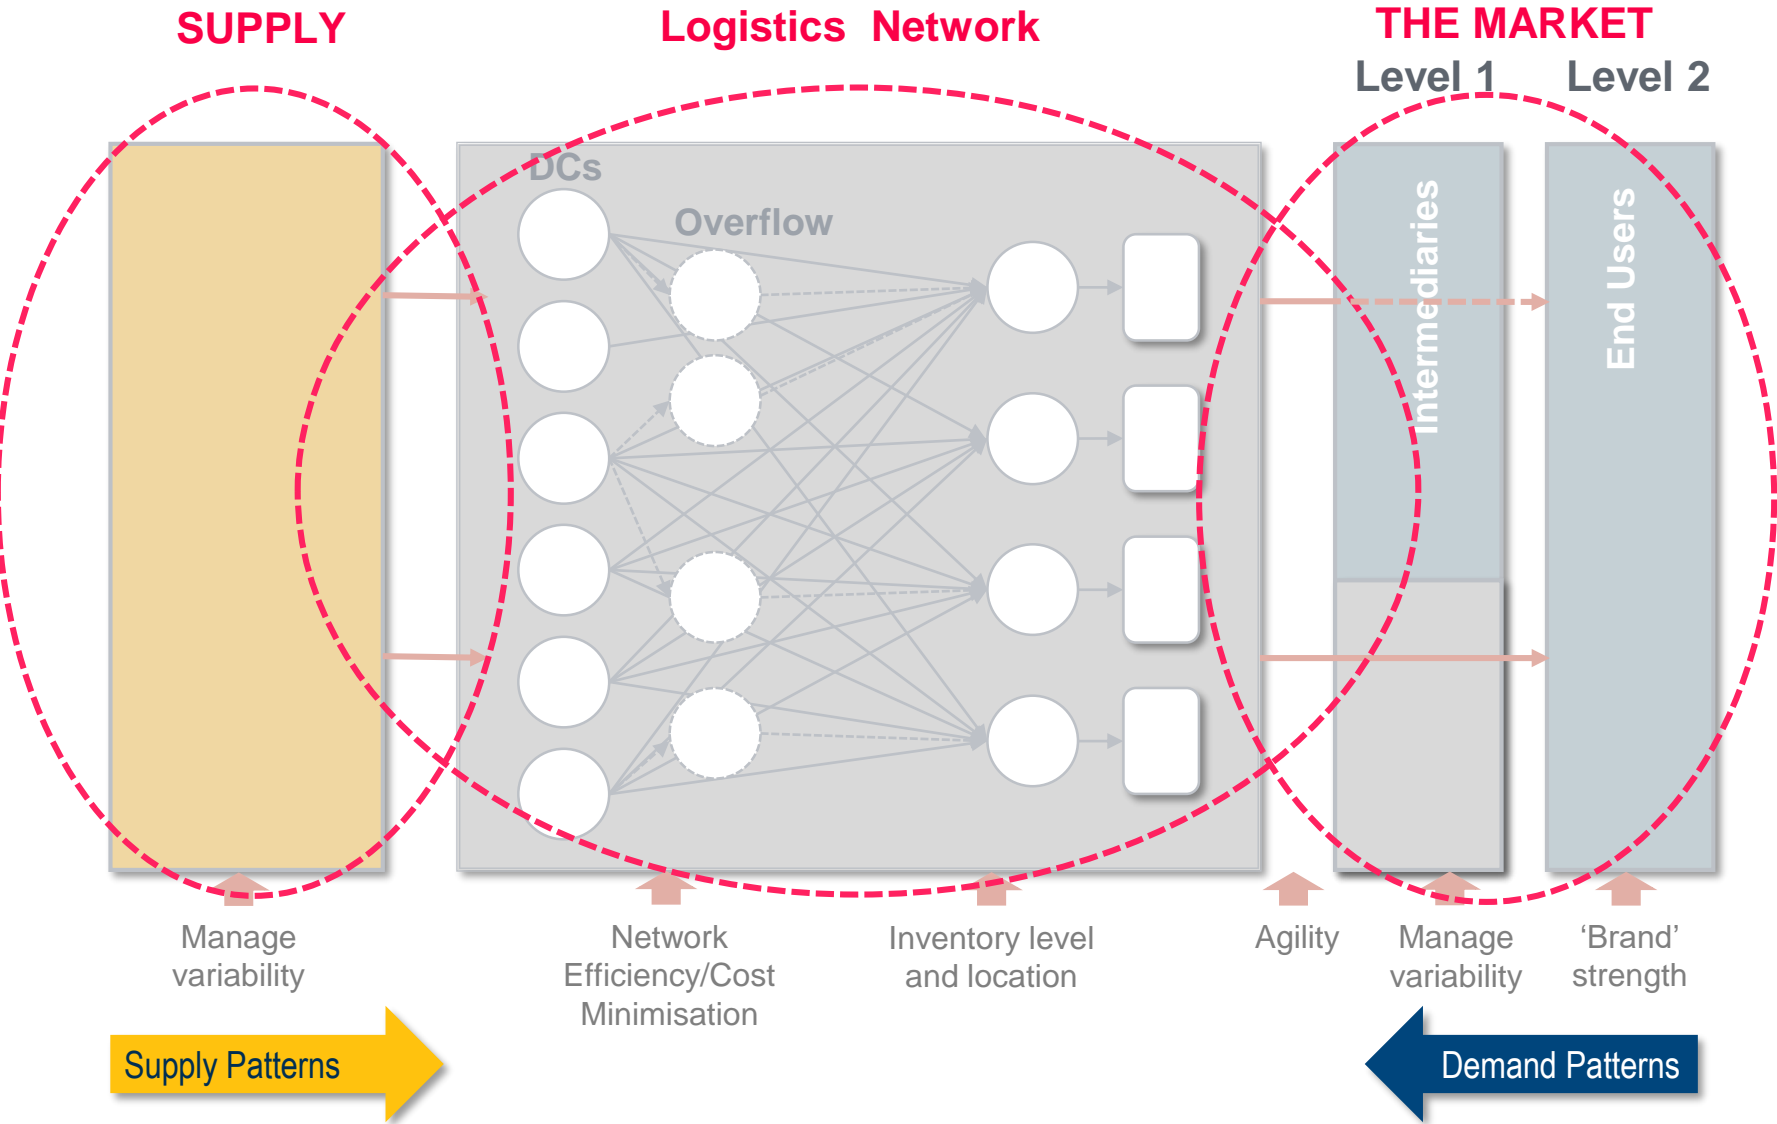 SUPPLY
Logistics Network
THE MARKET
Level 1
Level 2
DCs
Overflow
Intermediaries
End Users
Manage
variability
Network
Efficiency/Cost
Minimisation
Inventory level
and location
Agility
Manage
variability
‘Brand’
strength
Supply Patterns
Demand Patterns